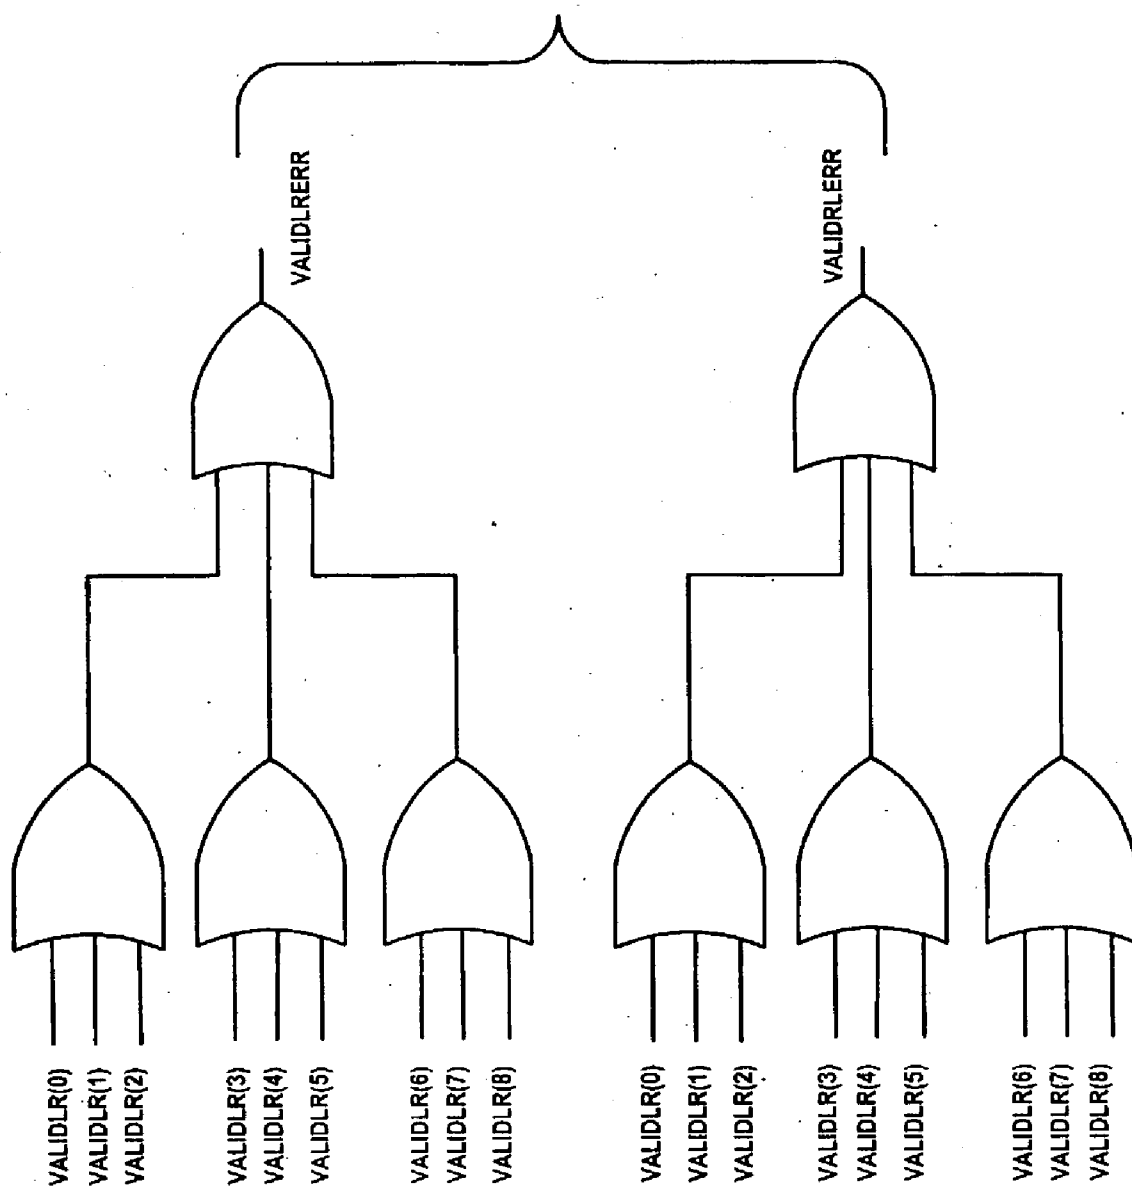 VALIDLRERR
VALIDRLERR
VALIDLR(0)
VALIDLR(1)
VALIDLR(2)
VALIDLR(3)
VALIDLR(4)
VALIDLR(5)
VALIDLR(6)
VALIDLR(7)
VALIDLR(8)
VALIDLR(0)
VALIDLR(1)
VALIDLR(2)
VALIDLR(3)
VALIDLR(4)
VALIDLR(5)
VALIDLR(6)
VALIDLR(7)
VALIDLR(8)